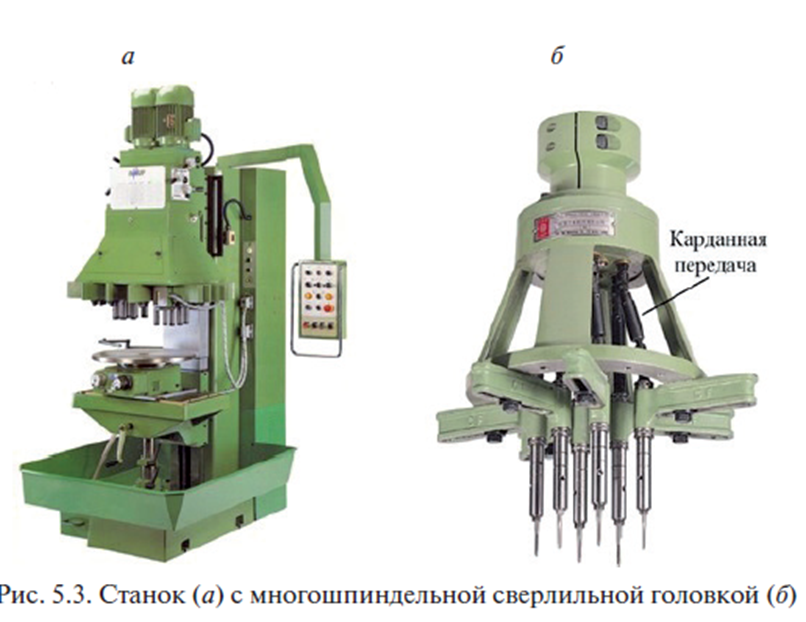 а
б
Карданная
передача
Рис. 5.3. Станок (а) с многошпиндельной сверлильной головкой (б)